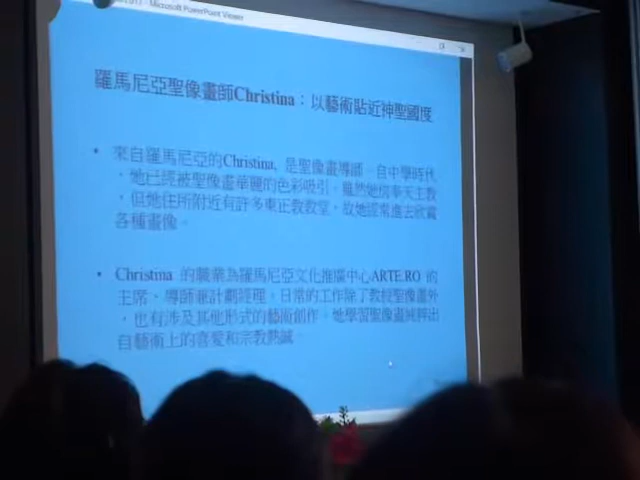 Microsoft PowerPoint Viewer
羅馬尼亞聖像畫師Christina：以藝術貼近神聖國度
• 來自羅馬尼亞的Christina, 是聖像畫導師。自中學時代
，她已經被聖像畫華麗的色彩吸引。雖然她信奉天主教
，但她住所附近有許多東正教教堂，故她經常進去欣賞
各種畫像。
• Christina 的職業為羅馬尼亞文化推廣中心ARTE.RO 的
主席、導師兼計劃經理，日常的工作除了教授聖像畫外
，也有涉及其他形式的藝術創作。她學習聖像畫純粹出
自藝術上的喜愛和宗教熱誠。